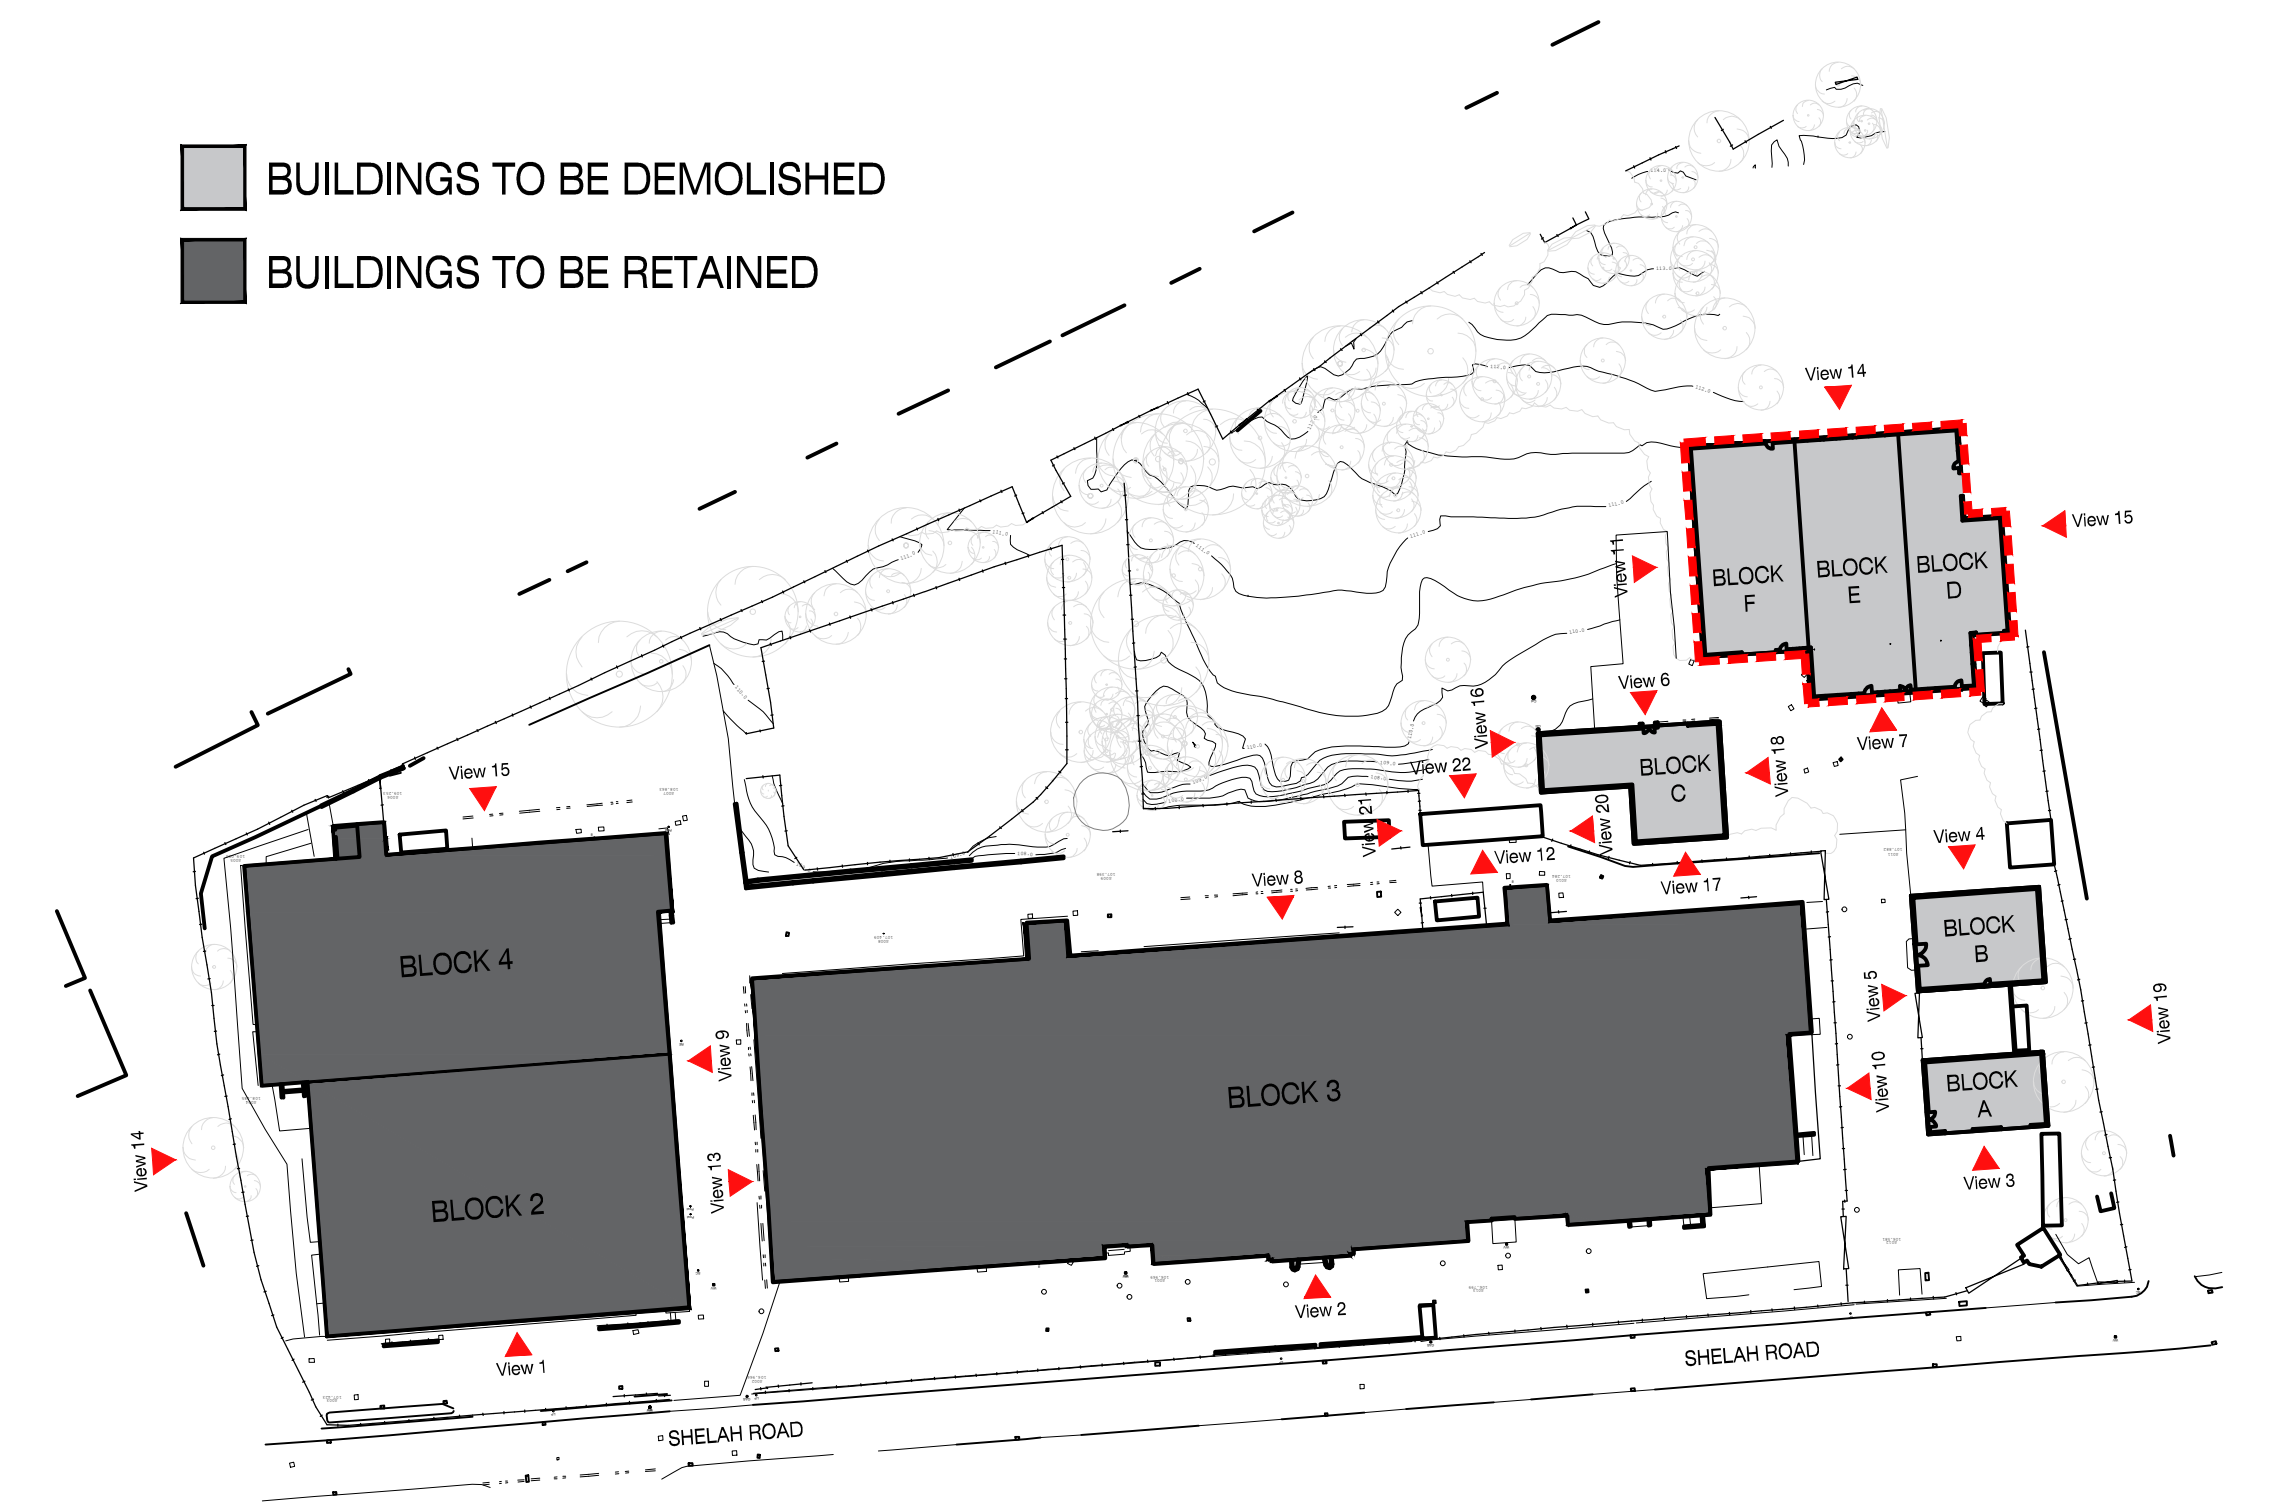 BUILDINGS TO BE DEMOLISHED
BUILDINGS TO BE RETAINED
View 14
View 15
View 11
BLOCK
F
BLOCK
E
BLOCK
D
View 6
View 16
View 7
View 18
BLOCK
C
View 22
View 21
View 20
View 12
View 17
View 15
View 8
View 4
BLOCK
B
View 5
View 19
BLOCK 4
View 9
BLOCK 3
View 10
BLOCK
A
View 3
View 14
View 13
BLOCK 2
View 2
View 1
SHELAH ROAD
SHELAH ROAD